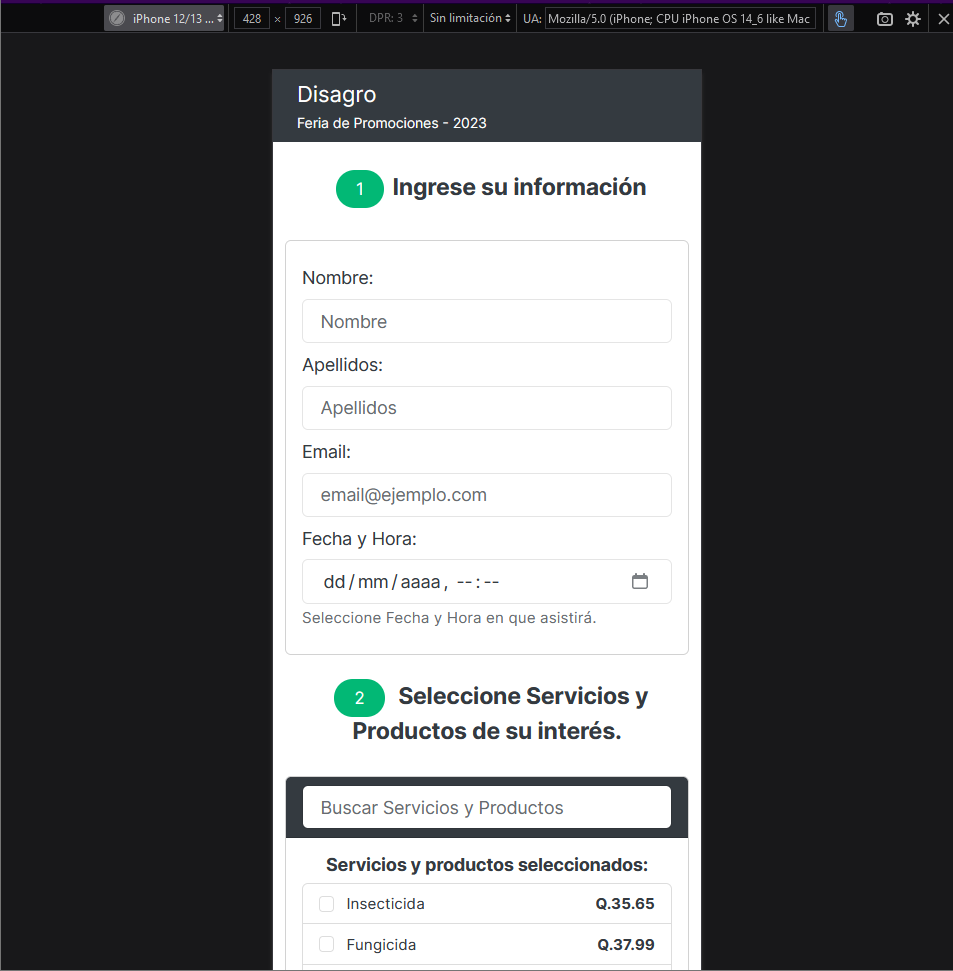 iPhone 12/13 ...
428 × 926
DPR: 3
Sin limitación
UA: Mozilla/5.0 (iPhone; CPU iPhone OS 14_6 like Mac
Disagro
Feria de Promociones - 2023
1 Ingrese su información
Nombre:
Nombre
Apellidos:
Apellidos
Email:
email@ejemplo.com
Fecha y Hora:
dd/mm/aaaa, --:--
Seleccione Fecha y Hora en que asistirá.
2 Seleccione Servicios y
Productos de su interés.
Buscar Servicios y Productos
Servicios y productos seleccionados:
Insecticida Q.35.65
Fungicida Q.37.99